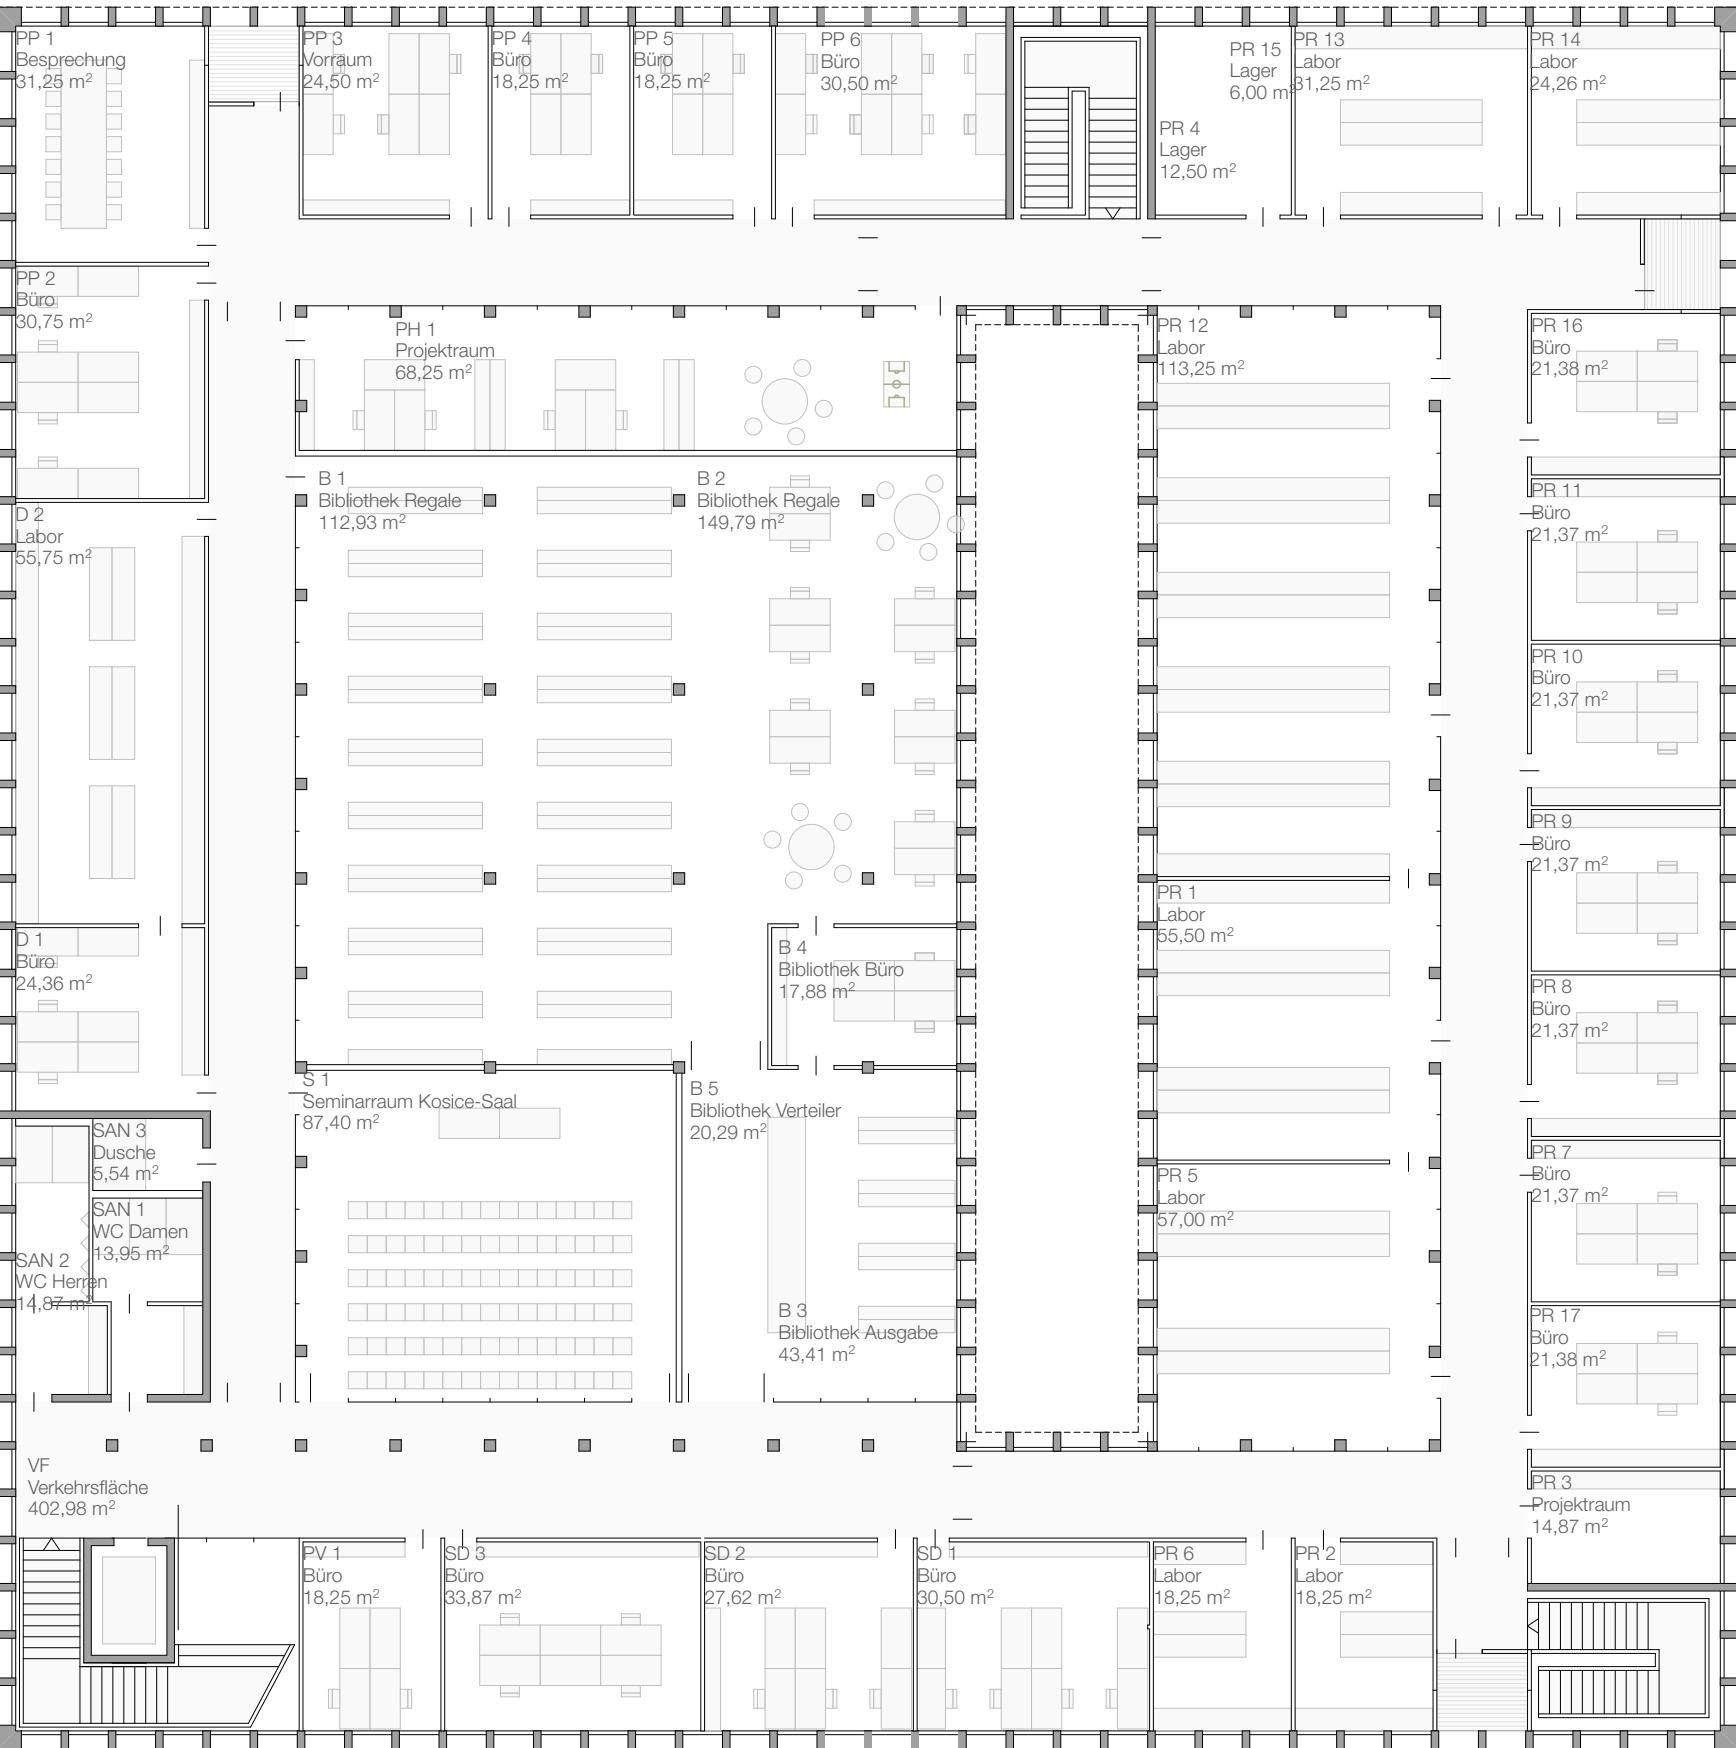 PP 1
Besprechung
31,25 m²
PP 3
Vorraum
24,50 m²
PP 4
Büro
18,25 m²
PP 5
Büro
18,25 m²
PP 6
Büro
30,50 m²
PR 15
Lager
6,00 m²
PR 13
Labor
31,25 m²
PR 14
Labor
24,26 m²
PR 4
Lager
12,50 m²
PP 2
Büro
30,75 m²
PH 1
Projektraum
68,25 m²
PR 12
Labor
113,25 m²
PR 16
Büro
21,38 m²
B 1
Bibliothek Regale
112,93 m²
B 2
Bibliothek Regale
149,79 m²
PR 11
Büro
21,37 m²
D 2
Labor
55,75 m²
PR 10
Büro
21,37 m²
PR 9
Büro
21,37 m²
PR 1
Labor
55,50 m²
D 1
Büro
24,36 m²
B 4
Bibliothek Büro
17,88 m²
PR 8
Büro
21,37 m²
S 1
Seminarraum Kosice-Saal
87,40 m²
B 5
Bibliothek Verteiler
20,29 m²
SAN 3
Dusche
5,54 m²
PR 7
Büro
21,37 m²
PR 5
Labor
57,00 m²
SAN 1
WC Damen
13,95 m²
SAN 2
WC Herren
14,87 m²
B 3
Bibliothek Ausgabe
43,41 m²
PR 17
Büro
21,38 m²
VF
Verkehrsfläche
402,98 m²
PR 3
Projektraum
14,87 m²
PV 1
Büro
18,25 m²
SD 3
Büro
33,87 m²
SD 2
Büro
27,62 m²
SD 1
Büro
30,50 m²
PR 6
Labor
18,25 m²
PR 2
Labor
18,25 m²